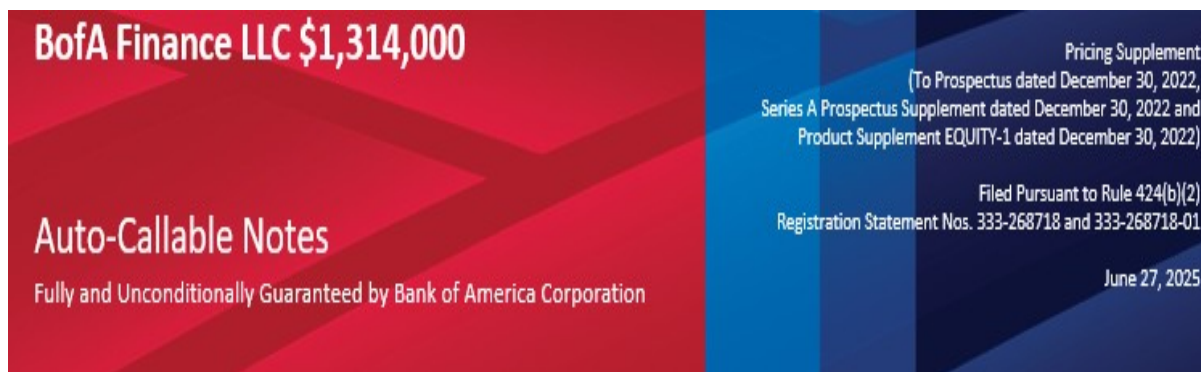 BofA Finance LLC $1,314,000
Auto-Callable Notes
Fully and Unconditionally Guaranteed by Bank of America Corporation
Pricing Supplement
(To Prospectus dated December 30, 2022,
Series A Prospectus Supplement dated December 30, 2022 and
Product Supplement EQUITY-1 dated December 30, 2022)
Filed Pursuant to Rule 424(b)(2)
Registration Statement Nos. 333-268718 and 333-268718-01
June 27, 2025